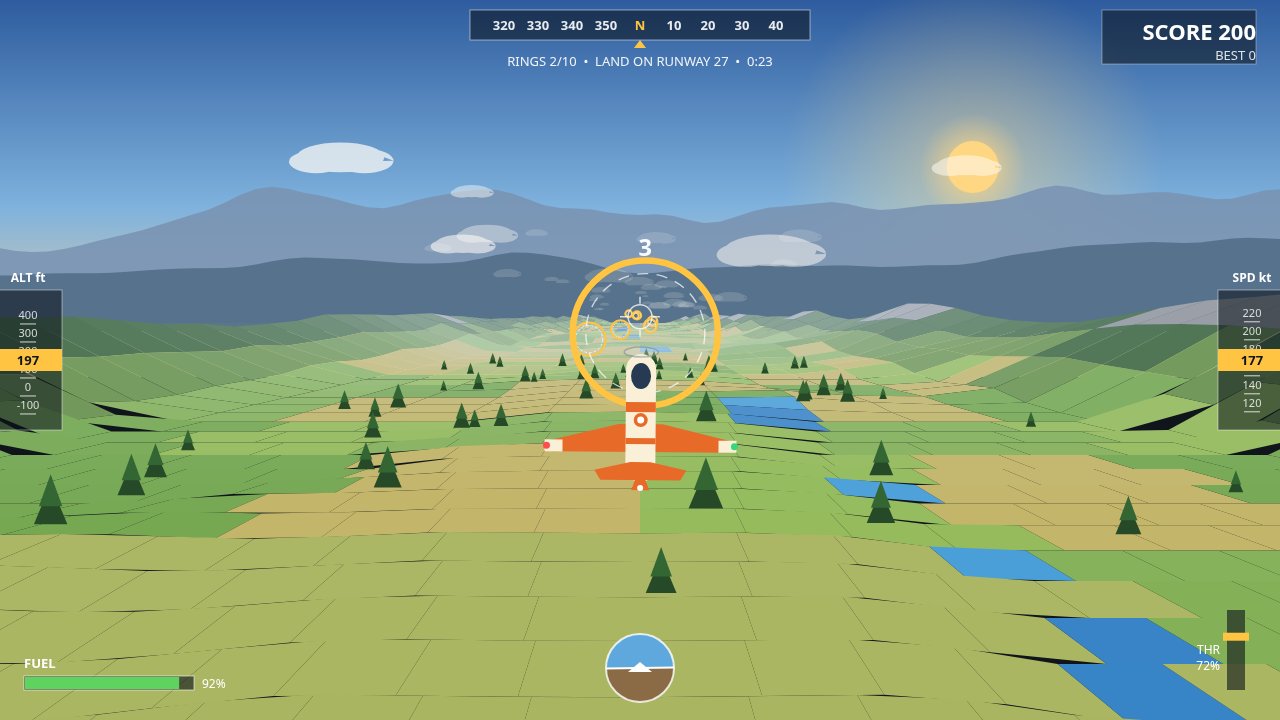 320 330 340 350 N 10 20 30 40
RINGS 2/10 • LAND ON RUNWAY 27 • 0:23
SCORE 200
BEST 0
3
ALT ft
400
300
197
0
-100
SPD kt
220
200
177
140
120
FUEL
92%
THR
72%